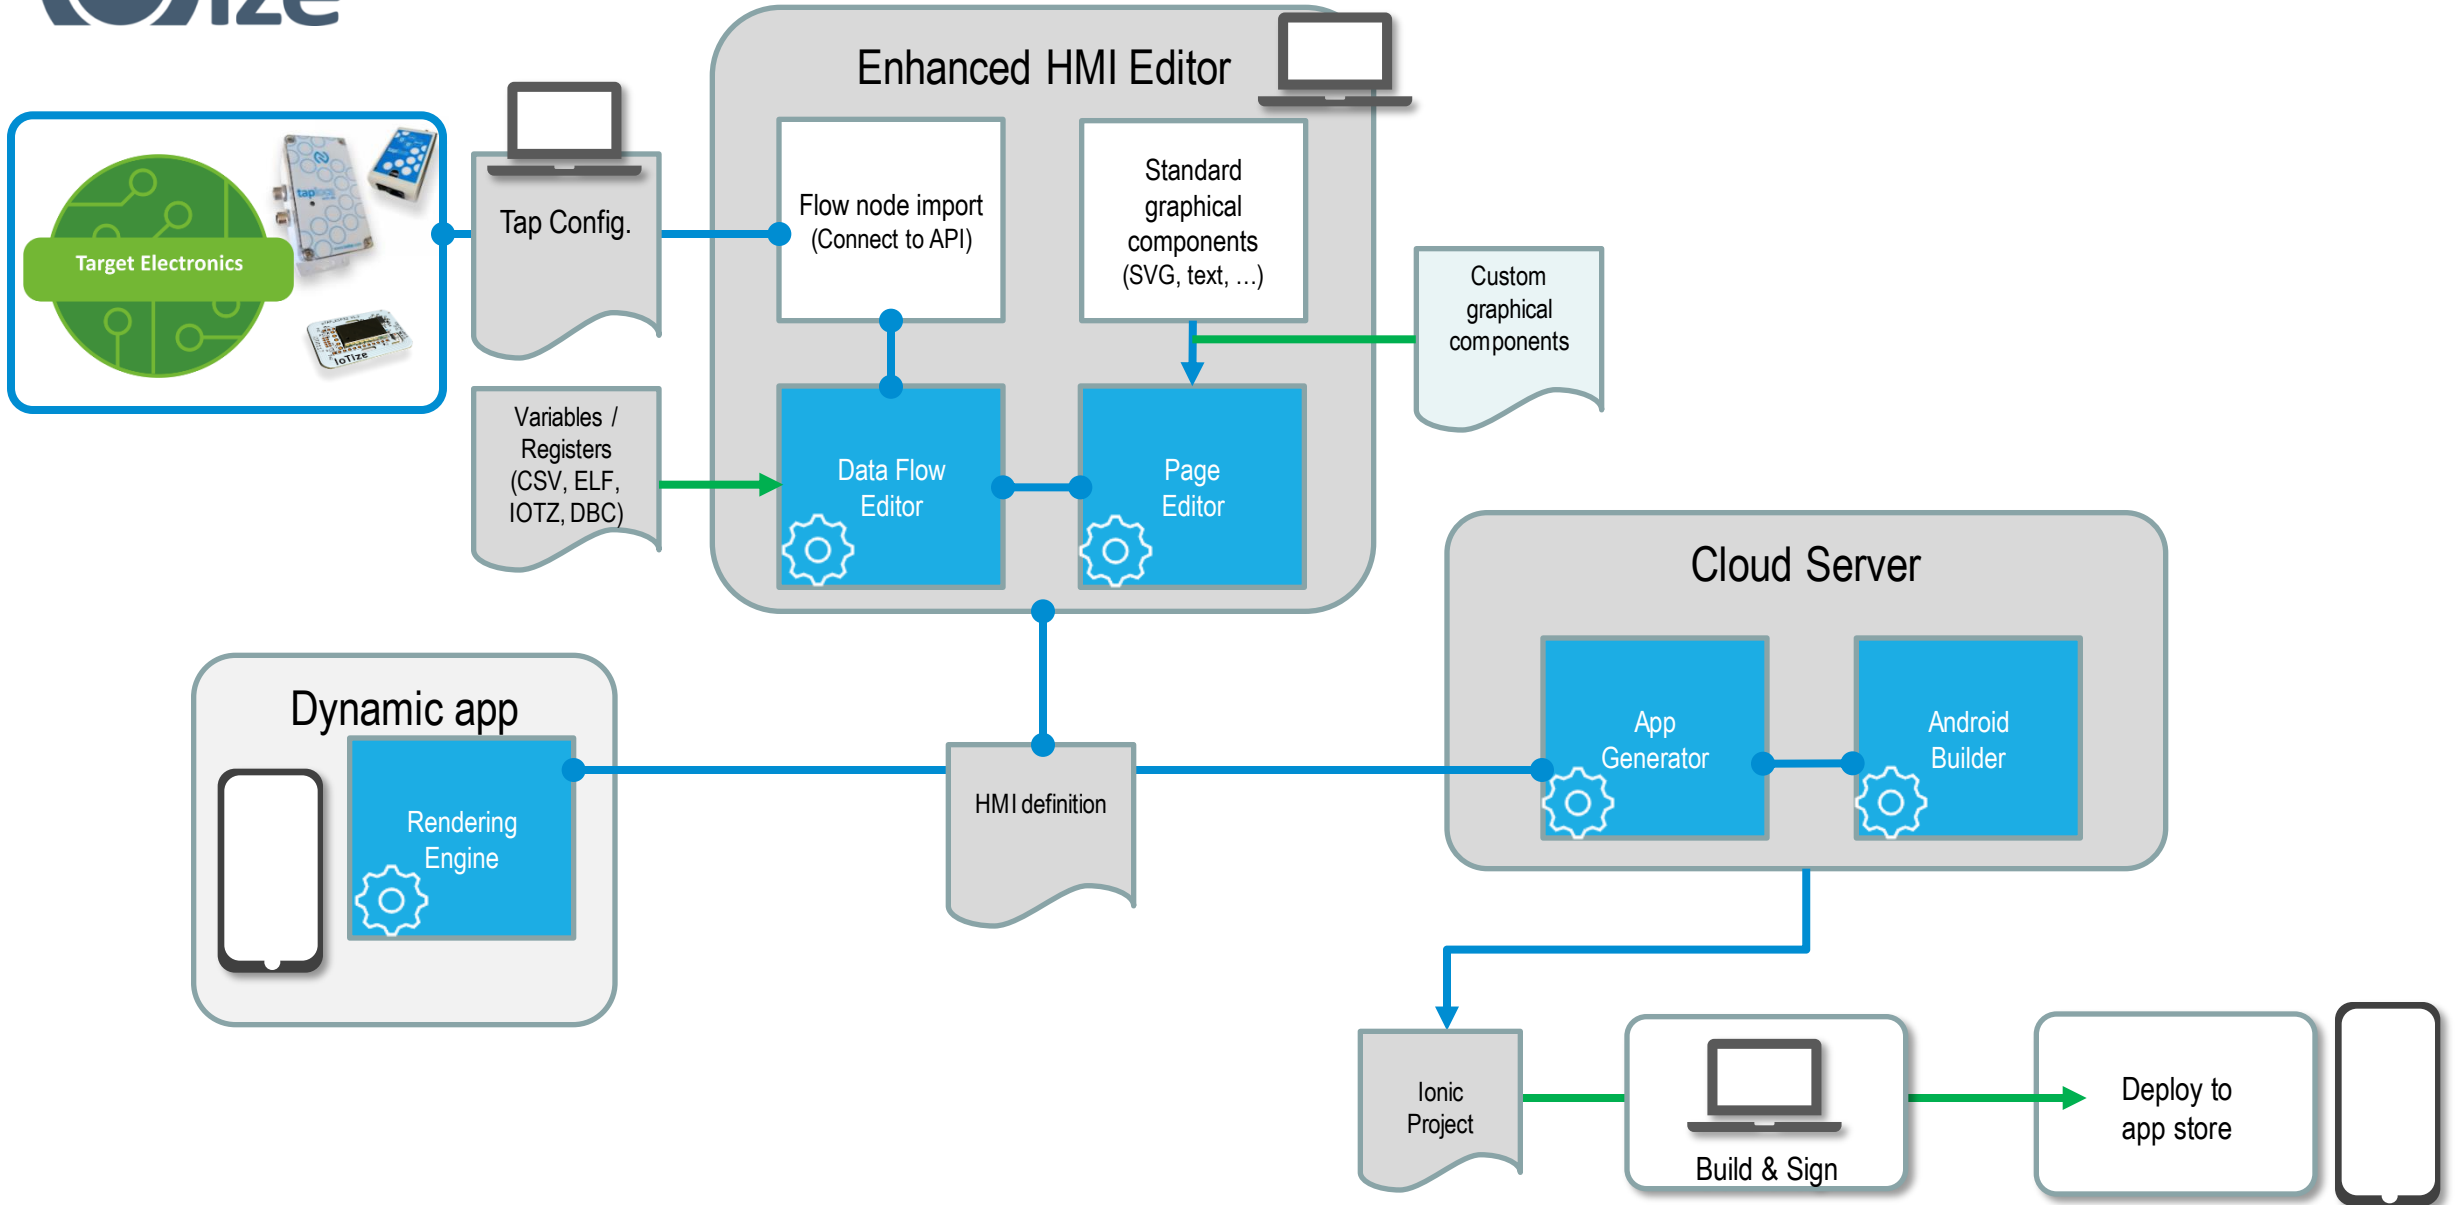 Enhanced HMI Editor
Target Electronics
IoTize
Tap Config.
Flow node import
(Connect to API)
Standard
graphical
components
(SVG, text, …)
Custom
graphical
components
Variables /
Registers
(CSV, ELF,
IOTZ, DBC)
Data Flow
Editor
Page
Editor
Cloud Server
Dynamic app
Rendering
Engine
HMI definition
App
Generator
Android
Builder
Ionic
Project
Build & Sign
Deploy to
app store